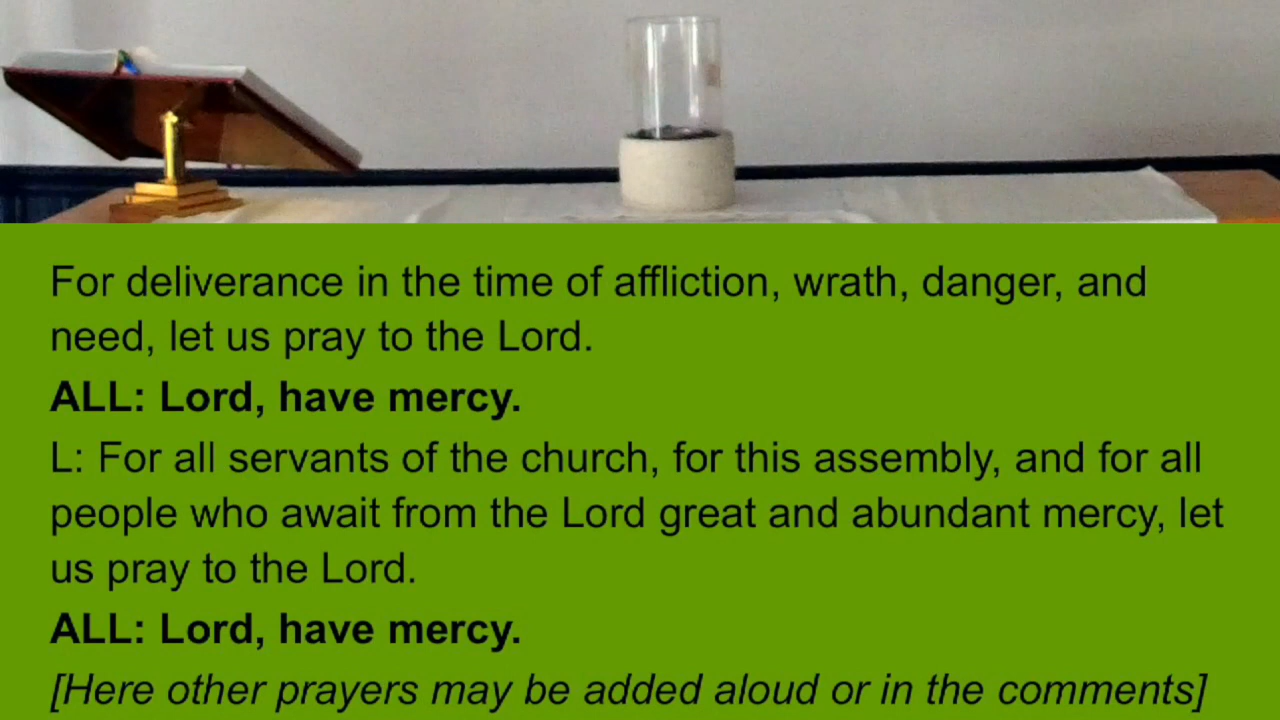 For deliverance in the time of affliction, wrath, danger, and
need, let us pray to the Lord.
ALL: Lord, have mercy.
L: For all servants of the church, for this assembly, and for all
people who await from the Lord great and abundant mercy, let
us pray to the Lord.
ALL: Lord, have mercy.
[Here other prayers may be added aloud or in the comments]